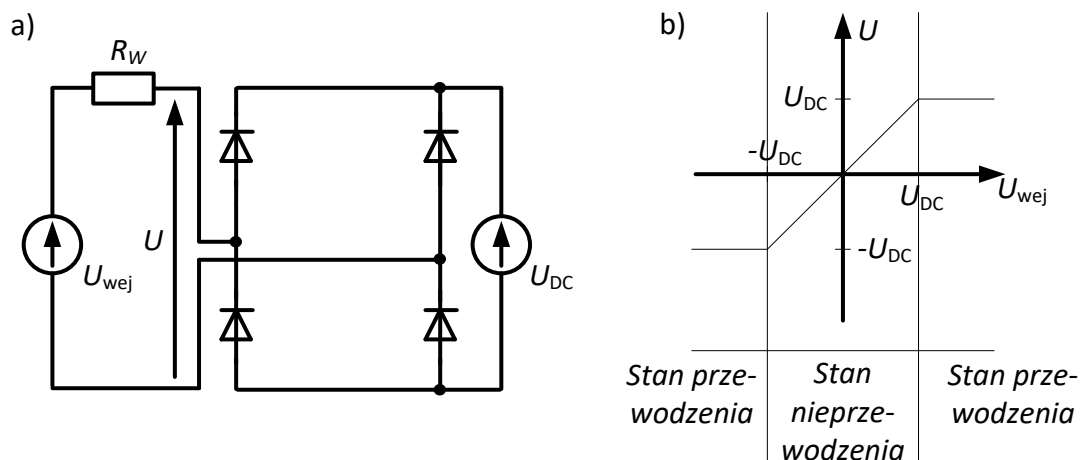 a)
R_W
U
U_wej
U_DC
b)
U
U_DC
-U_DC
U_DC
U_wej
-U_DC
Stan prze-
wodzenia
Stan
nieprze-
wodzenia
Stan prze-
wodzenia